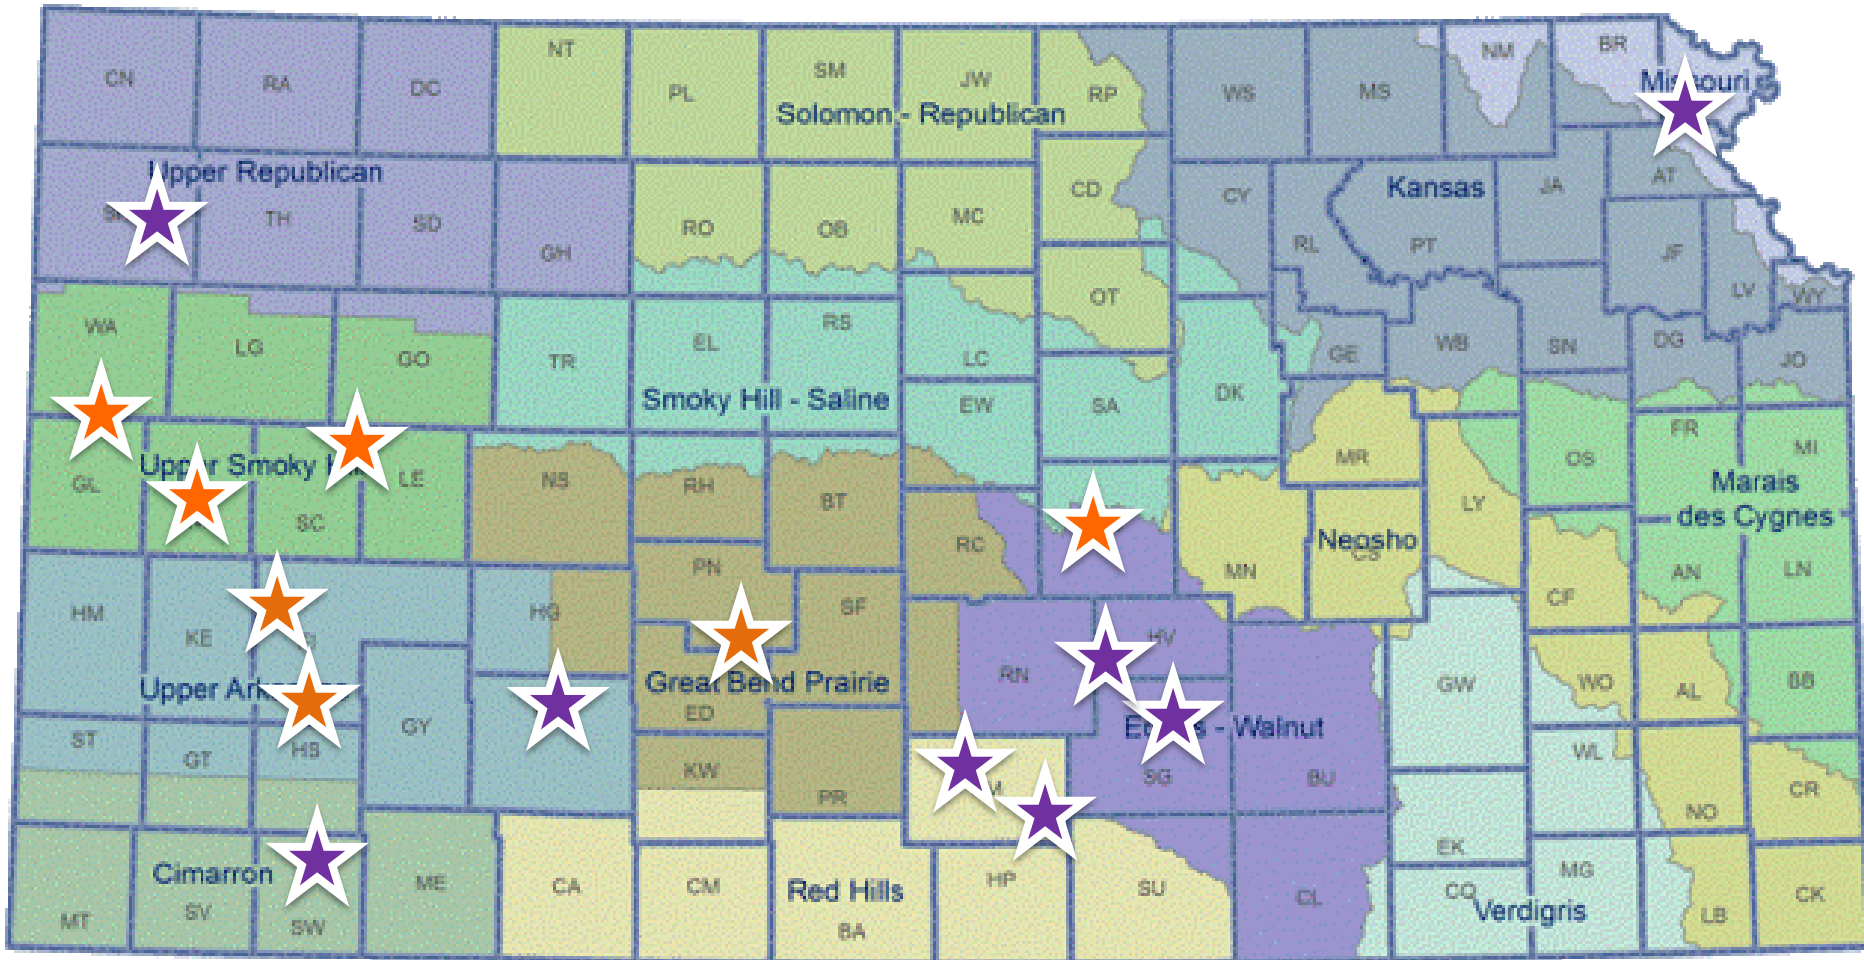 CN
RA
DC
NT
PL
SM
JW
RP
WS
MS
NM
BR
Solomon - Republican
Upper Republican
TH
SD
GH
RO
OB
MC
CD
CY
RL
Kansas
PT
JA
AT
JF
LV
WY
WA
LG
GO
TR
EL
RS
LC
OT
DK
GE
WB
SN
DG
JO
Smoky Hill - Saline
EW
SA
MR
LY
OS
FR
MI
Marais
des Cygnes
GL
Upper Smoky
SC
LE
NS
RH
BT
RC
MN
Neosho
CF
AN
LN
HM
KE
HG
PN
SF
HV
RN
GW
WO
AL
BB
Great Bend Prairie
ED
GY
ST
GT
HS
KW
PR
- Walnut
SG
BU
WL
NO
CR
EK
Cimarron
MT
SV
SW
ME
CA
CM
Red Hills
BA
HP
SU
CL
CQ
Verdigris
MG
LB
CK